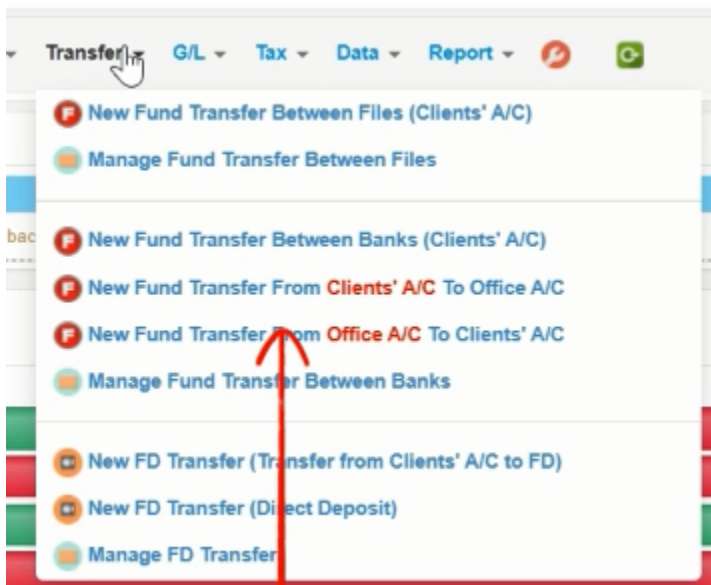 Transfer G/L Tax Data Report
New Fund Transfer Between Files (Clients' A/C)
Manage Fund Transfer Between Files
bac
New Fund Transfer Between Banks (Clients' A/C)
New Fund Transfer From Clients' A/C To Office A/C
New Fund Transfer From Office A/C To Clients' A/C
Manage Fund Transfer Between Banks
New FD Transfer (Transfer from Clients' A/C to FD)
New FD Transfer (Direct Deposit)
Manage FD Transfer